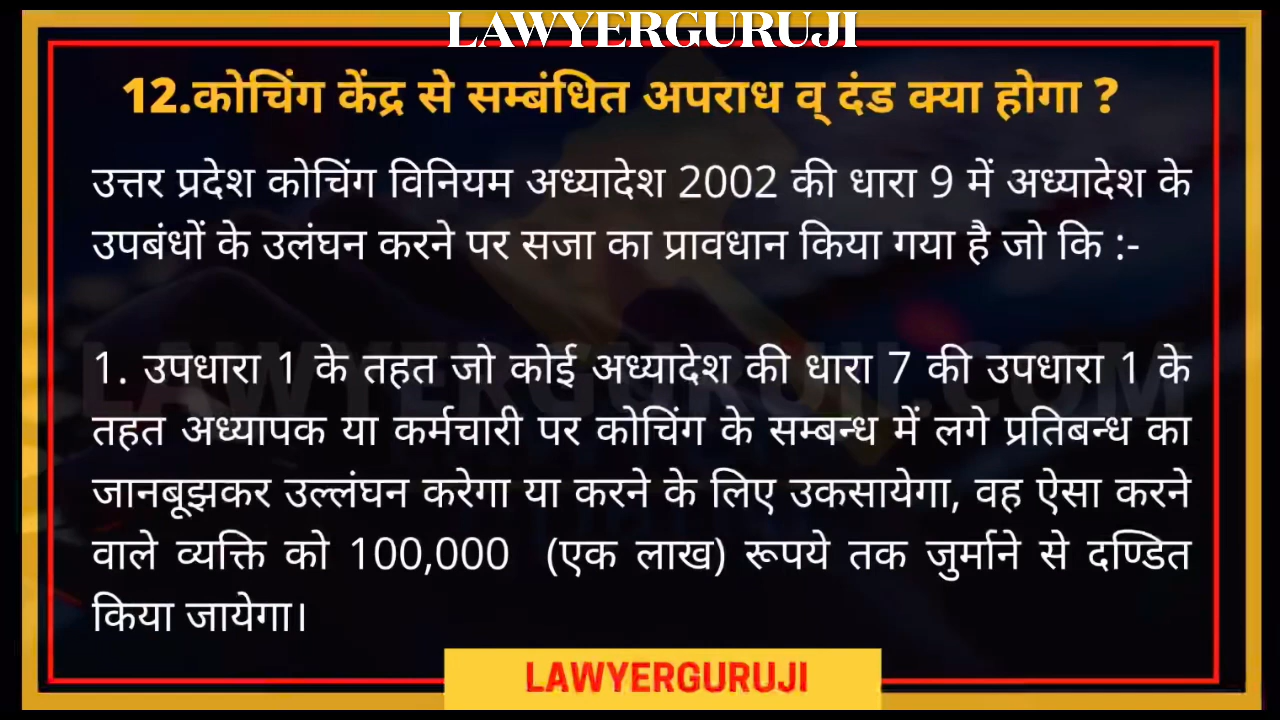 LAWYERGURUJI
12.कोचिंग केंद्र से सम्बंधित अपराध व् दंड क्या होगा ?
उत्तर प्रदेश कोचिंग विनियम अध्यादेश 2002 की धारा 9 में अध्यादेश के
उपबंधों के उलंघन करने पर सजा का प्रावधान किया गया है जो कि :-
1. उपधारा 1 के तहत जो कोई अध्यादेश की धारा 7 की उपधारा 1 के
तहत अध्यापक या कर्मचारी पर कोचिंग के सम्बन्ध में लगे प्रतिबन्ध का
जानबूझकर उल्लंघन करेगा या करने के लिए उकसायेगा, वह ऐसा करने
वाले व्यक्ति को 100,000 (एक लाख) रूपये तक जुर्माने से दण्डित
किया जायेगा।
LAWYERGURUJI.COM
LAWYERGURUJI